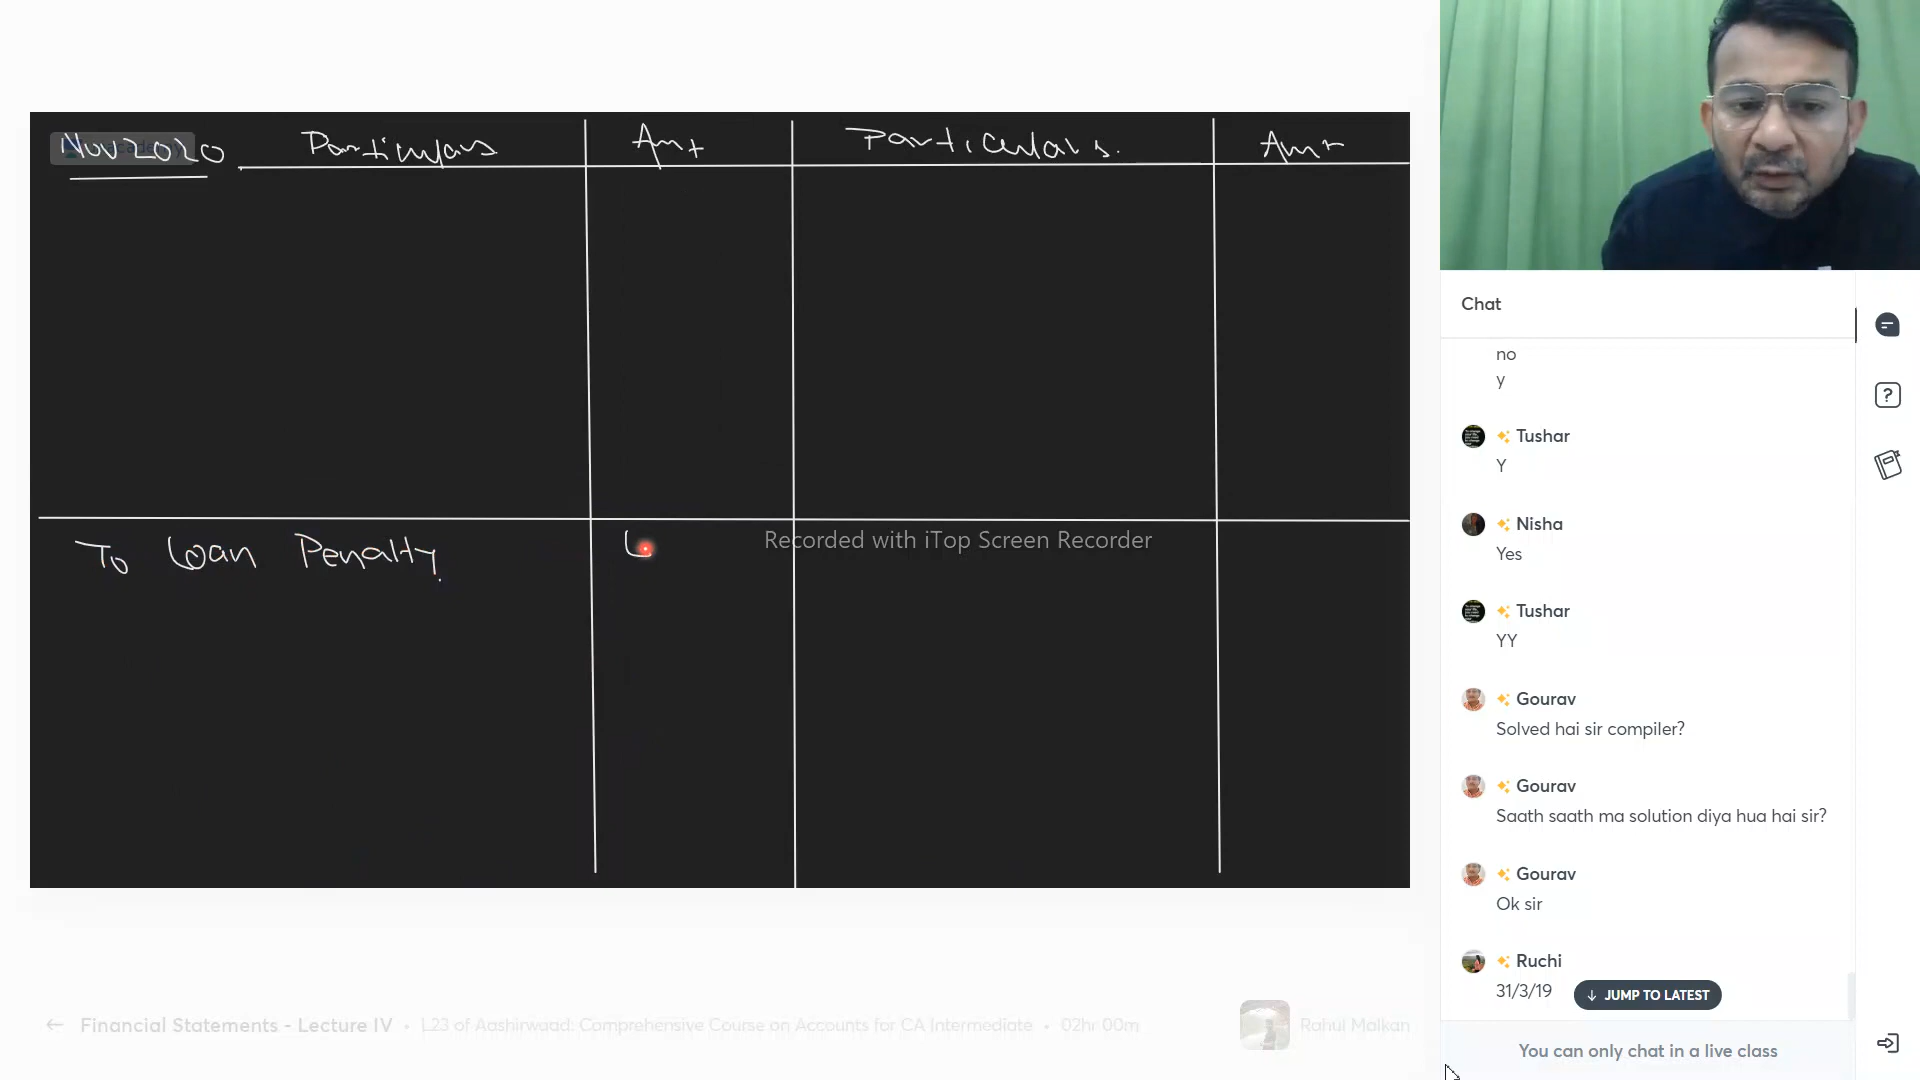 Nov 2020 Particulars Amt Particulars. Amt
To Loan Penalty
Recorded with iTop Screen Recorder
Chat
no
y
Tushar
Y
Nisha
Yes
Tushar
YY
Gourav
Solved hai sir compiler?
Gourav
Saath saath ma solution diya hua hai sir?
Gourav
Ok sir
Ruchi
31/3/19
JUMP TO LATEST
Financial Statements - Lecture IV • L23 of Aashirwaad: Comprehensive Course on Accounts for CA Intermediate • 02hr 00m
Rahul Malkan
You can only chat in a live class